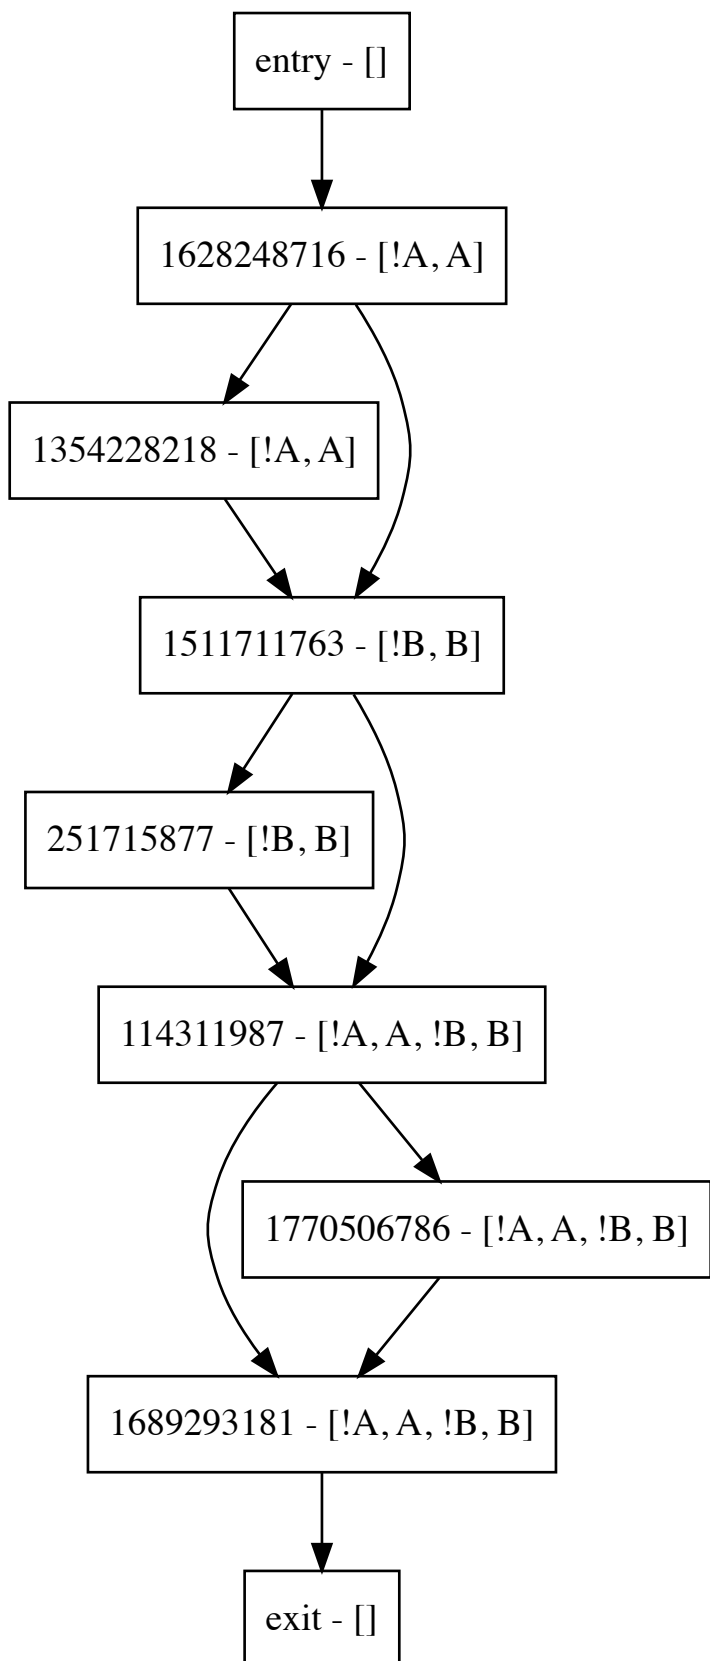 entry - []
1628248716 - [!A, A]
1354228218 - [!A, A]
1511711763 - [!B, B]
251715877 - [!B, B]
114311987 - [!A, A, !B, B]
1770506786 - [!A, A, !B, B]
1689293181 - [!A, A, !B, B]
exit - []